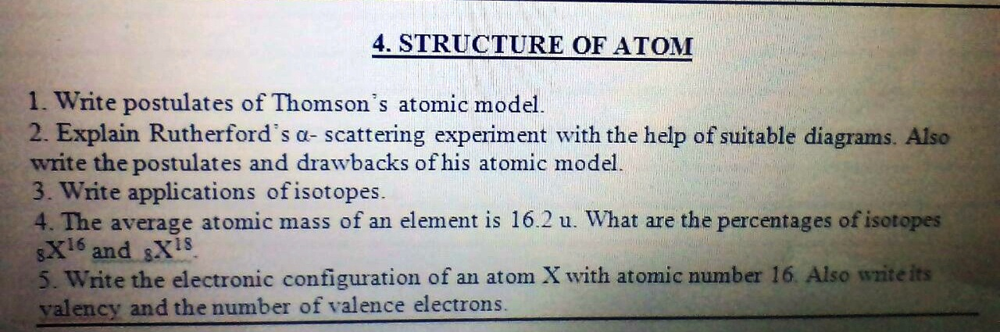 4. STRUCTURE OF ATOM
1. Write postulates of Thomson's atomic model.
2. Explain Rutherford's α- scattering experiment with the help of suitable diagrams. Also
write the postulates and drawbacks of his atomic model.
3. Write applications of isotopes.
4. The average atomic mass of an element is 16.2 u. What are the percentages of isotopes
₈X¹⁶ and ₈X¹⁸.
5. Write the electronic configuration of an atom X with atomic number 16. Also write its
valency and the number of valence electrons.